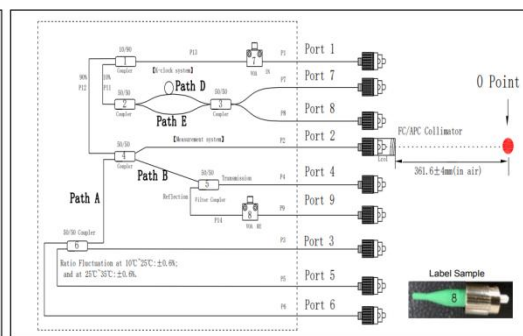 10/90
1
Coupler
P13
7
VOA
P1
Port 1
【K-clock system】
90%
P12
10%
P11
50/50
2
Coupler
Path D
Path E
50/50
3
Coupler
P7
Port 7
P8
Port 8
O Point
50/50
4
Coupler
【Measurement system】
P2
Port 2
FC/APC Collimator
361.6±4mm(in air)
Path B
50/50
5
Filter Coupler
Transmission
P4
Port 4
Reflection
P14
8
VOA
P9
Port 9
Path A
50/50 Coupler
6
P3
Port 3
Ratio Fluctuation at 10℃~25℃:±0.6%;
and at 25℃~35℃:±0.6%.
P5
Port 5
P6
Port 6
Label Sample
8